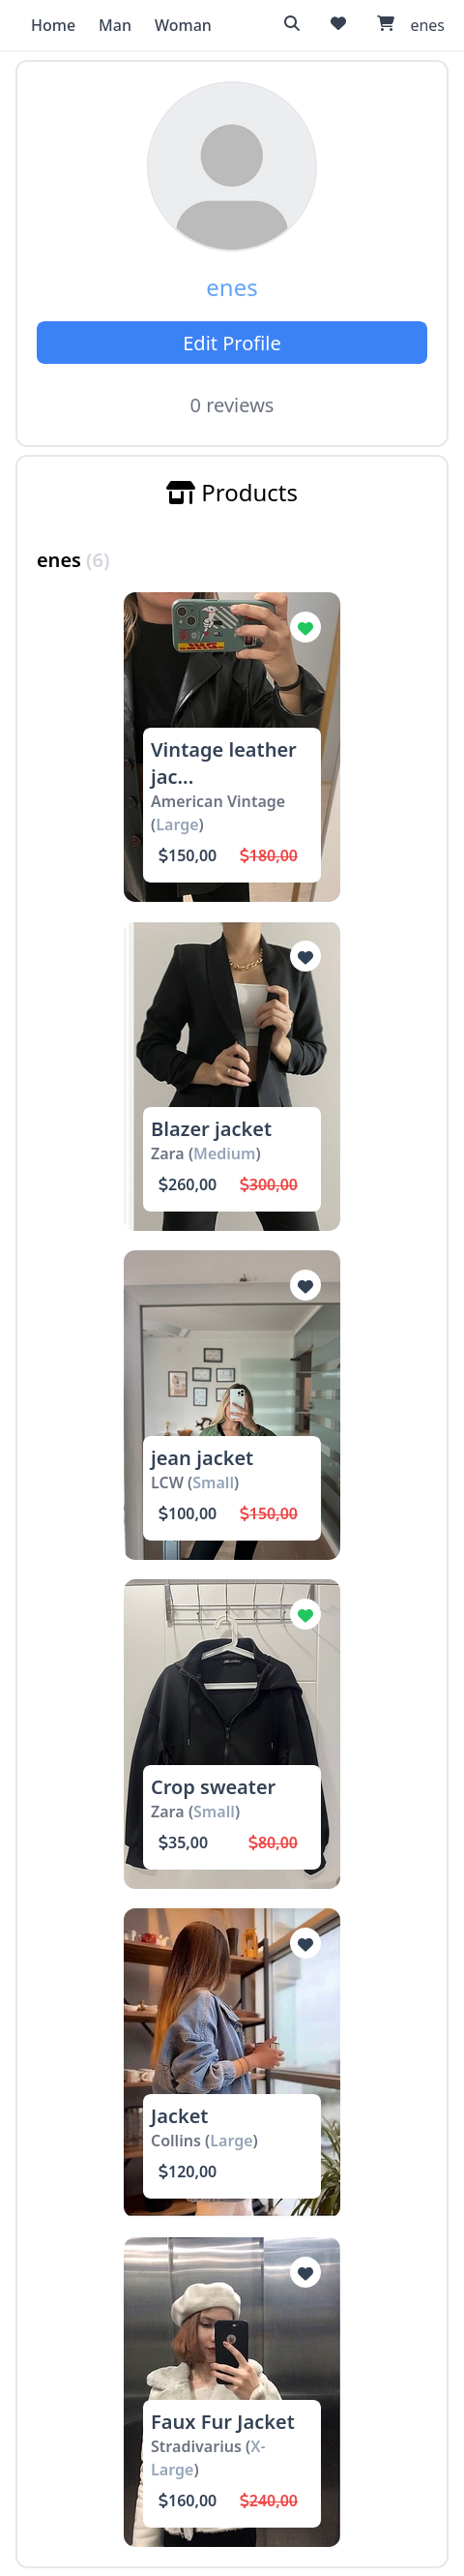 Home Man Woman enes
enes
Edit Profile
0 reviews
Products
enes (6)
Vintage leather
jac...
American Vintage
(Large)
$150,00 $180,00
Blazer jacket
Zara (Medium)
$260,00 $300,00
jean jacket
LCW (Small)
$100,00 $150,00
Crop sweater
Zara (Small)
$35,00 $80,00
Jacket
Collins (Large)
$120,00
Faux Fur Jacket
Stradivarius (X-
Large)
$160,00 $240,00